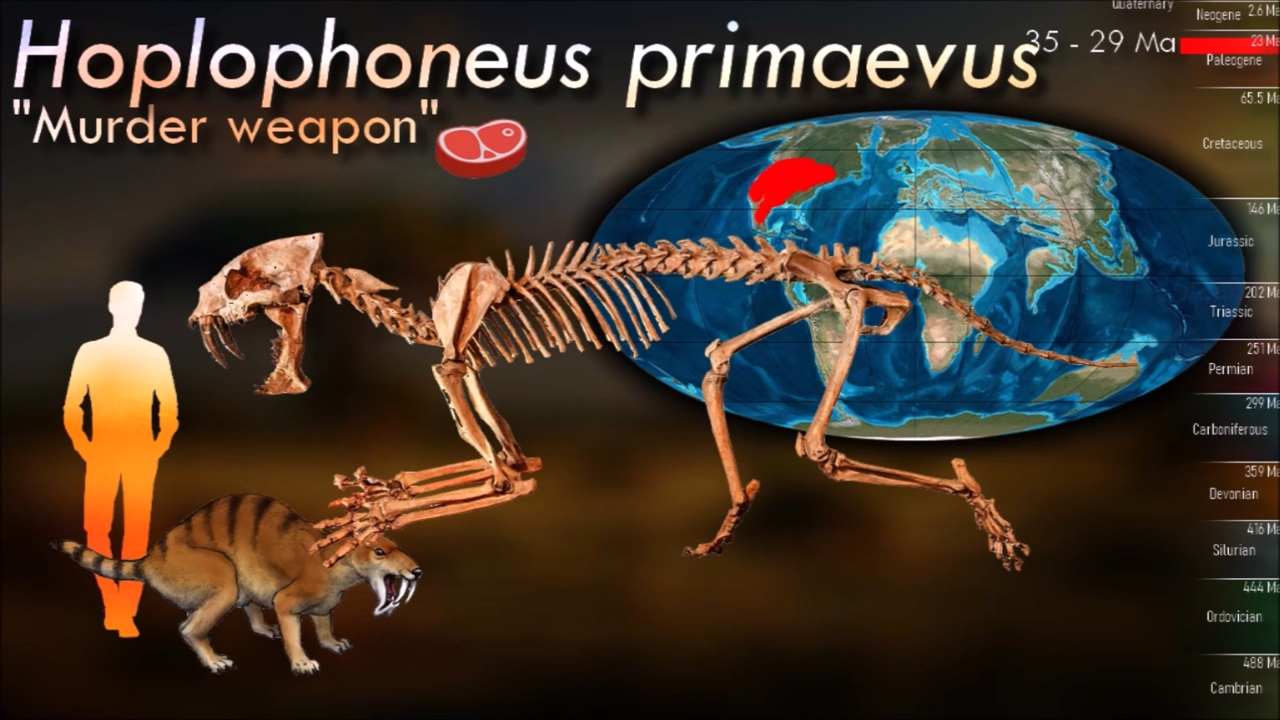 Hoplophoneus primaevus
"Murder weapon"
35 - 29 Ma
quaternary
Neogene 2.6 Ma
23 Ma
Paleogene
65.5 Ma
Cretaceous
146 Ma
Jurassic
202 Ma
Triassic
251 Ma
Permian
299 Ma
Carboniferous
359 Ma
Devonian
416 Ma
Silurian
444 Ma
Ordovician
488 Ma
Cambrian